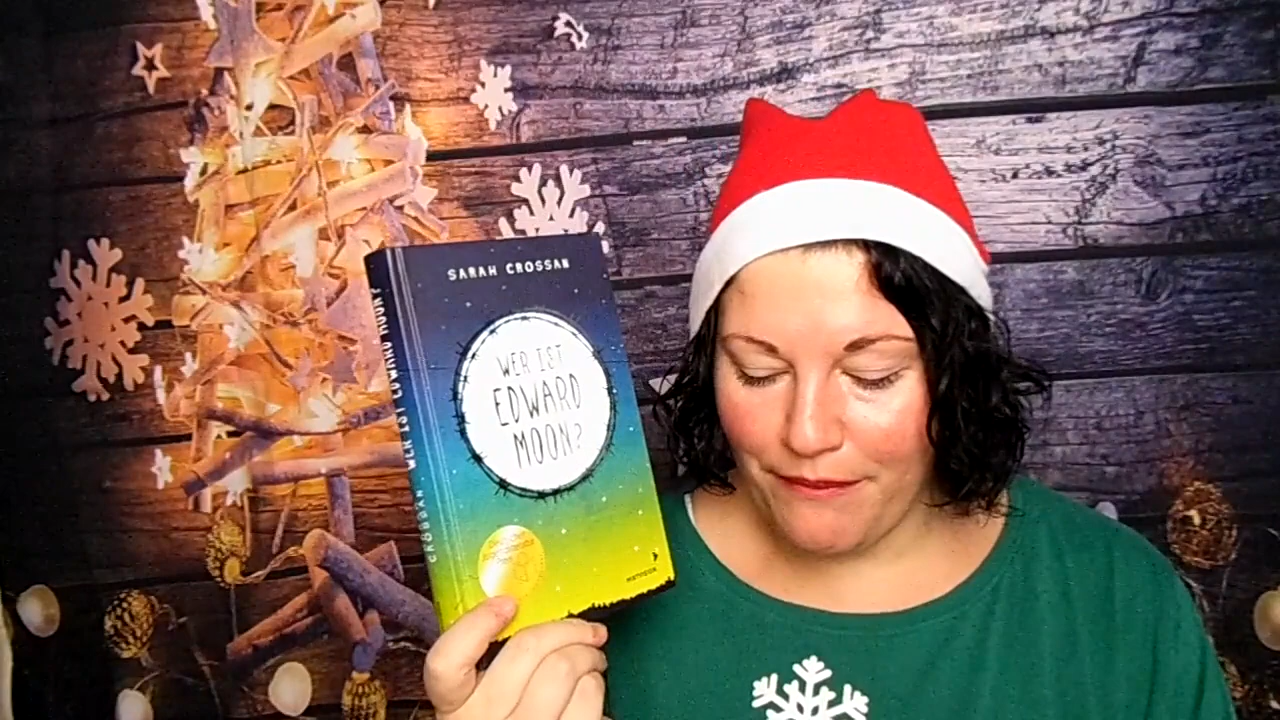 SARAH CROSSAN
WER IST
EDWARD
MOON?
CROSSAN · WER IST EDWARD MOON?